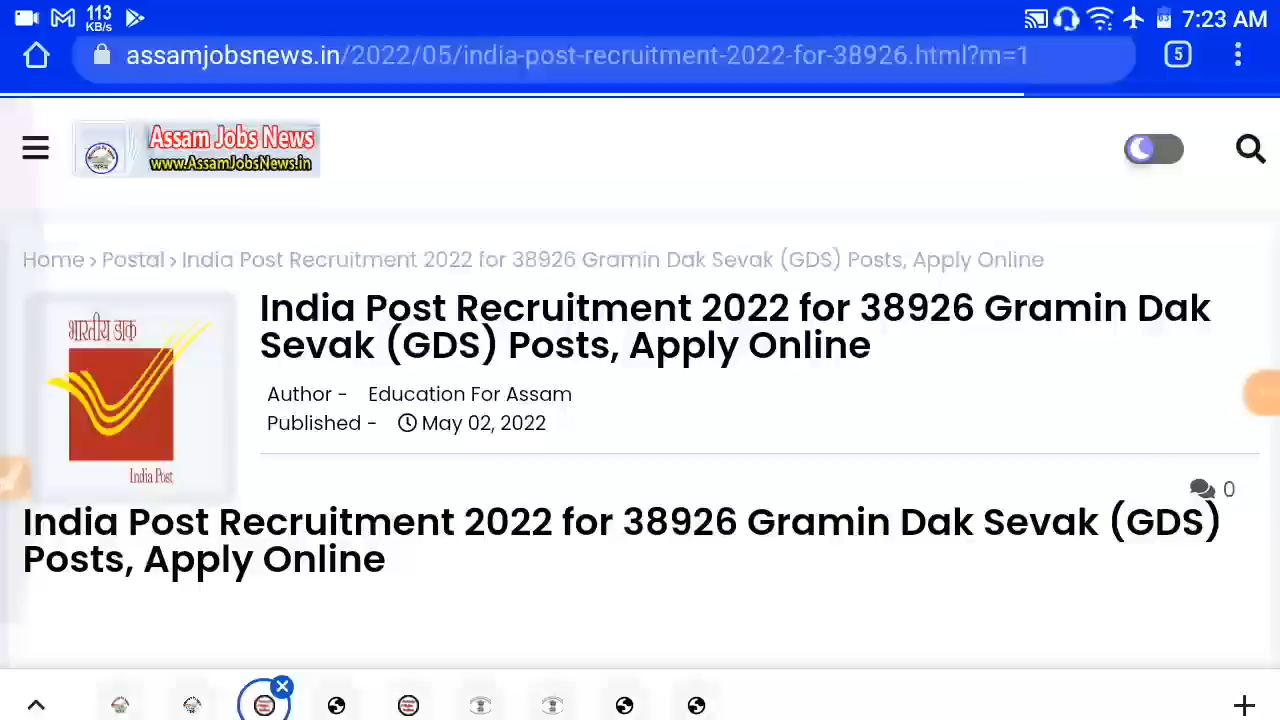 113
KB/s
7:23 AM
assamjobsnews.in/2022/05/india-post-recruitment-2022-for-38926.html?m=1
5
Assam Jobs News
www.AssamJobsNews.in
Home › Postal › India Post Recruitment 2022 for 38926 Gramin Dak Sevak (GDS) Posts, Apply Online
भारतीय डाक
India Post
India Post Recruitment 2022 for 38926 Gramin Dak
Sevak (GDS) Posts, Apply Online
Author - Education For Assam
Published - May 02, 2022
0
India Post Recruitment 2022 for 38926 Gramin Dak Sevak (GDS)
Posts, Apply Online